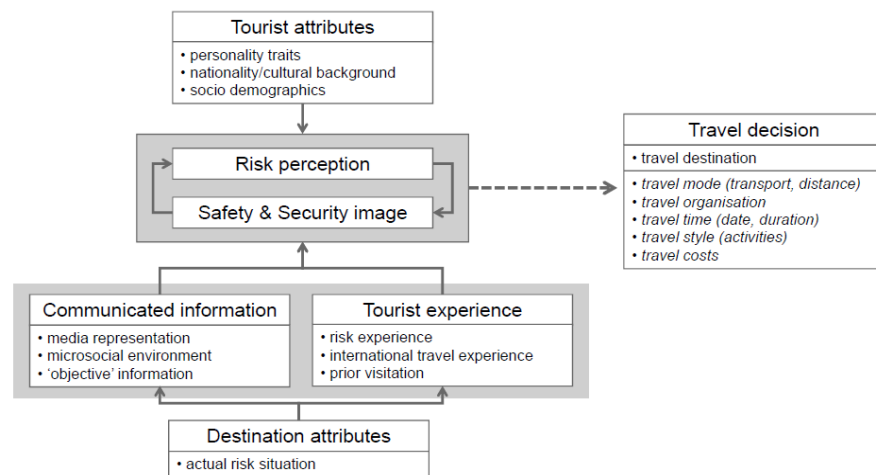 Tourist attributes
• personality traits
• nationality/cultural background
• socio demographics
Risk perception
Safety & Security image
Travel decision
• travel destination
• travel mode (transport, distance)
• travel organisation
• travel time (date, duration)
• travel style (activities)
• travel costs
Communicated information
• media representation
• microsocial environment
• ‘objective’ information
Tourist experience
• risk experience
• international travel experience
• prior visitation
Destination attributes
• actual risk situation